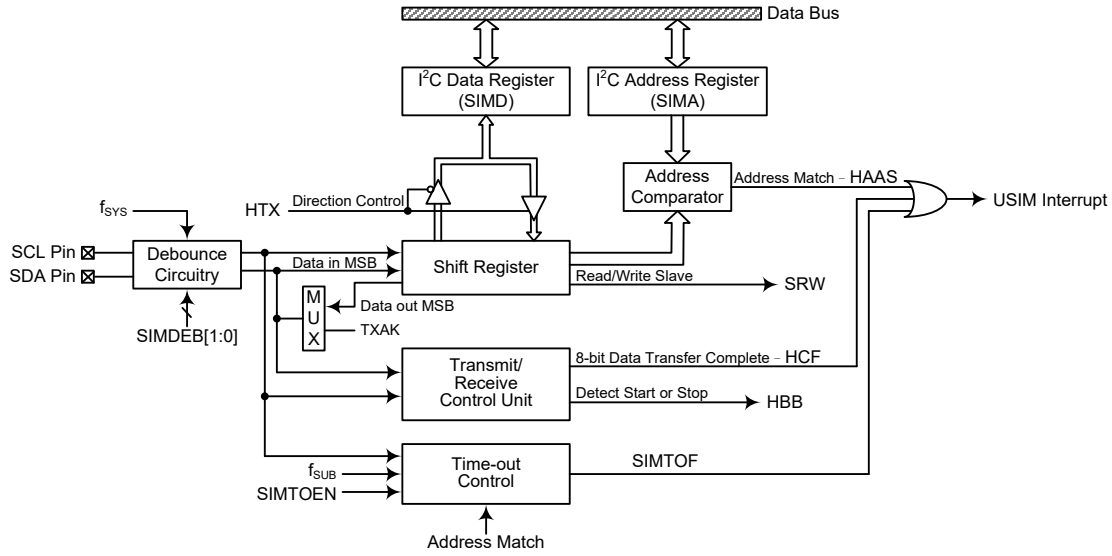 Data Bus
I²C Data Register
(SIMD)
I²C Address Register
(SIMA)
Address
Comparator
Address Match – HAAS
USIM Interrupt
HTX
Direction Control
fSYS
SCL Pin
SDA Pin
Debounce
Circuitry
SIMDEB[1:0]
Data in MSB
Shift Register
Read/Write Slave
SRW
M
U
X
Data out MSB
TXAK
Transmit/
Receive
Control Unit
8-bit Data Transfer Complete – HCF
Detect Start or Stop
HBB
fSUB
SIMTOEN
Time-out
Control
SIMTOF
Address Match